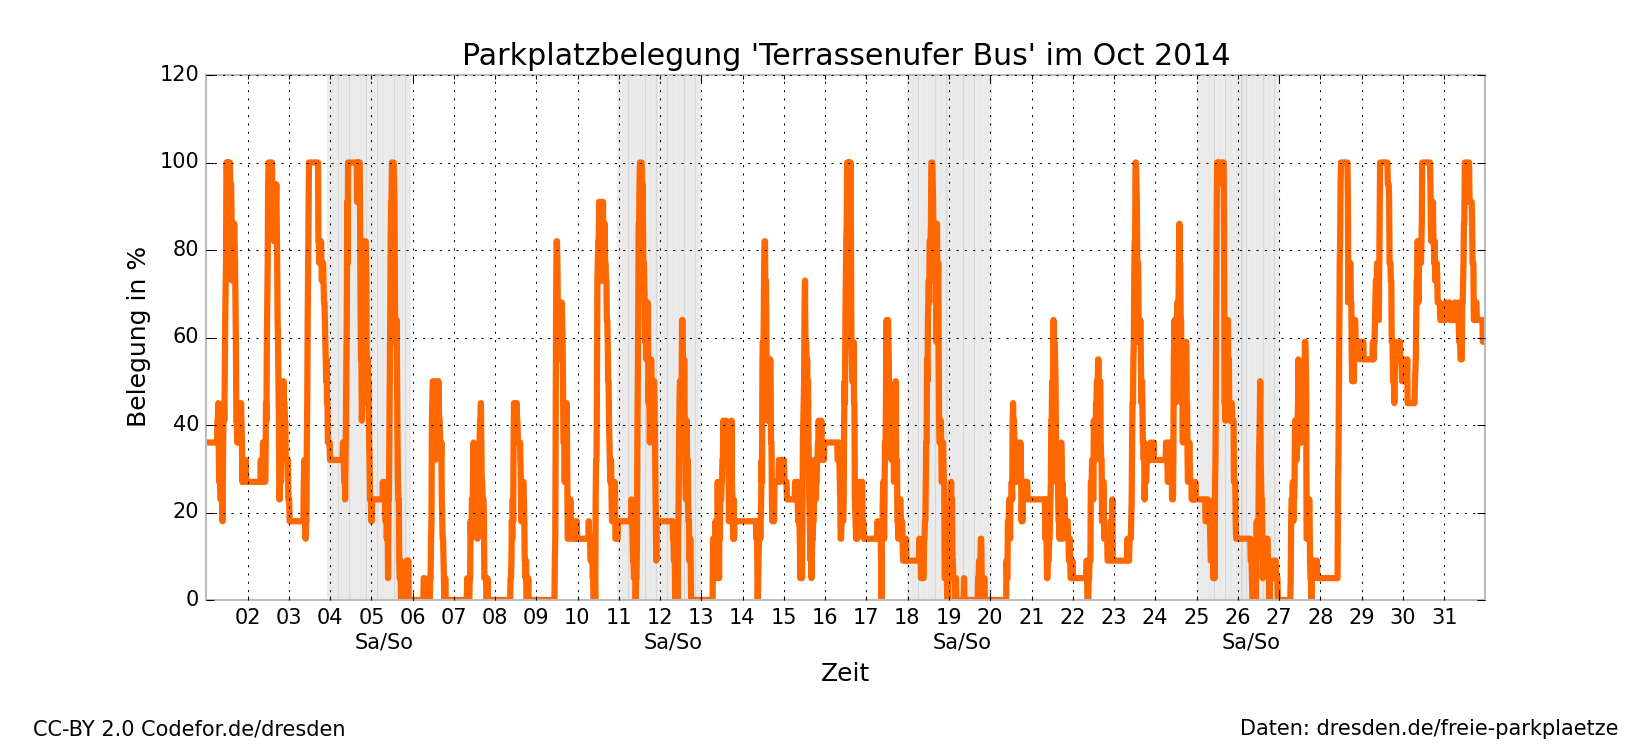 Parkplatzbelegung 'Terrassenufer Bus' im Oct 2014
Belegung in %
120
100
80
60
40
20
0
02 03 04 05 06 07 08 09 10 11 12 13 14 15 16 17 18 19 20 21 22 23 24 25 26 27 28 29 30 31
Sa/So Sa/So Sa/So Sa/So
Zeit
CC-BY 2.0 Codefor.de/dresden
Daten: dresden.de/freie-parkplaetze